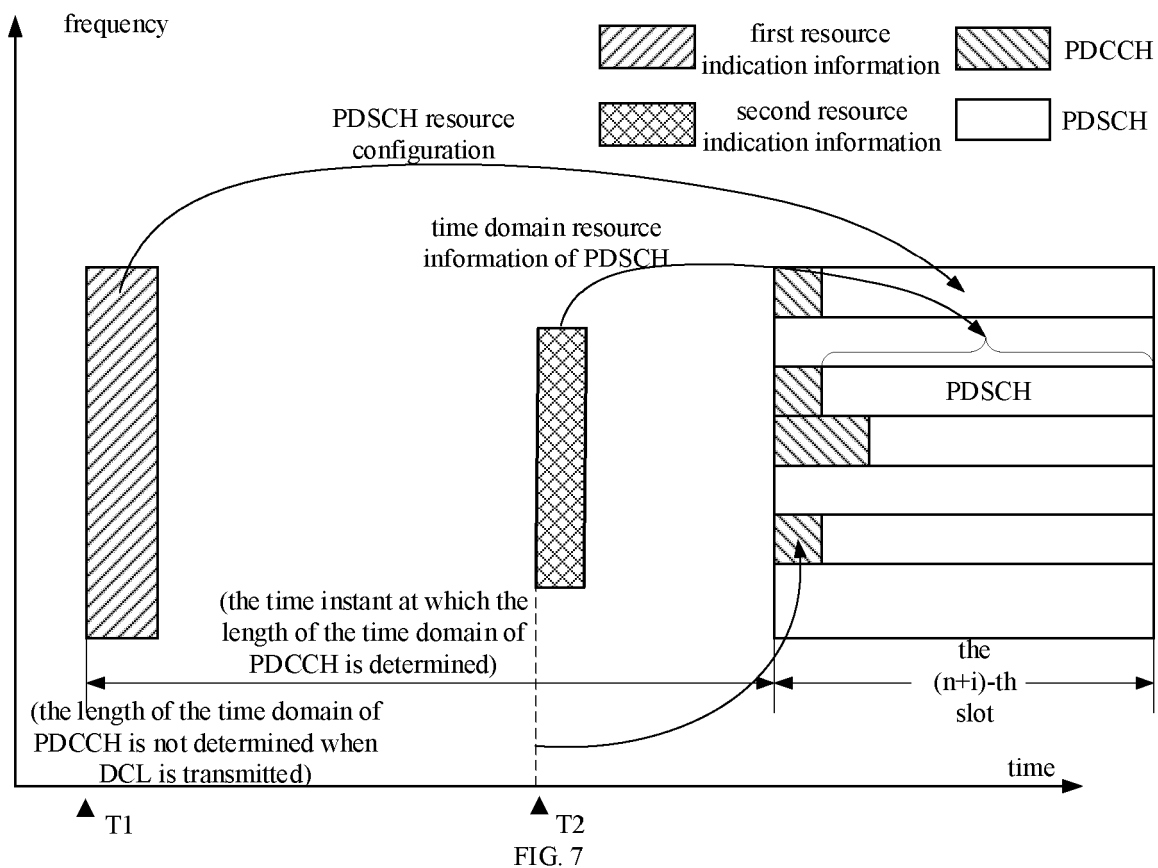 frequency
first resource
indication information
PDCCH
second resource
indication information
PDSCH
PDSCH resource
configuration
time domain resource
information of PDSCH
PDSCH
(the time instant at which the
length of the time domain of
PDCCH is determined)
the
(n+i)-th
slot
(the length of the time domain of
PDCCH is not determined when
DCL is transmitted)
time
T1
T2
FIG. 7